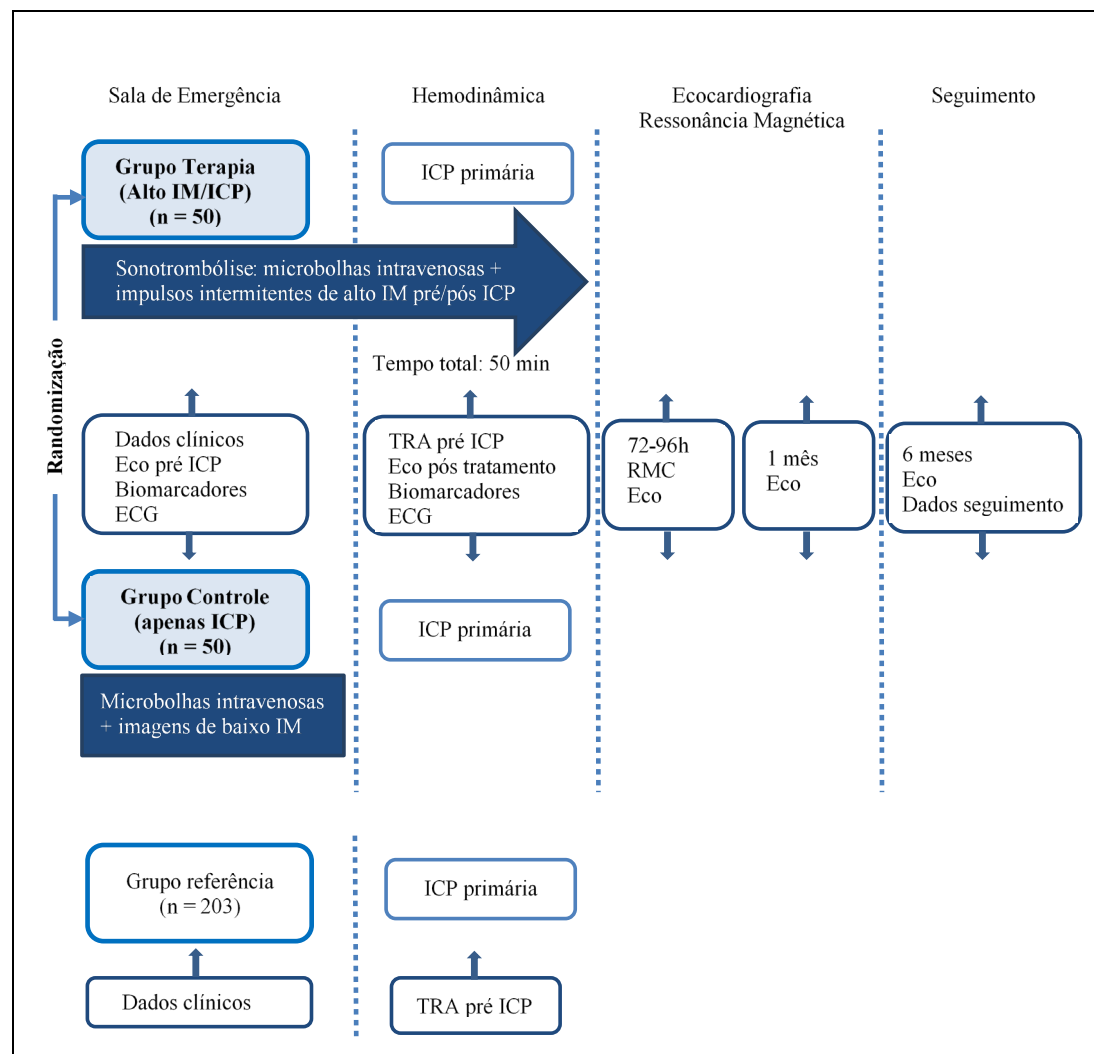 Sala de Emergência
Hemodinâmica
Ecocardiografia
Ressonância Magnética
Seguimento
Randomização
Grupo Terapia
(Alto IM/ICP)
(n = 50)
ICP primária
Sonotrombólise: microbolhas intravenosas +
impulsos intermitentes de alto IM pré/pós ICP
Tempo total: 50 min
Dados clínicos
Eco pré ICP
Biomarcadores
ECG
TRA pré ICP
Eco pós tratamento
Biomarcadores
ECG
72-96h
RMC
Eco
1 mês
Eco
6 meses
Eco
Dados seguimento
Grupo Controle
(apenas ICP)
(n = 50)
ICP primária
Microbolhas intravenosas
+ imagens de baixo IM
Grupo referência
(n = 203)
ICP primária
Dados clínicos
TRA pré ICP